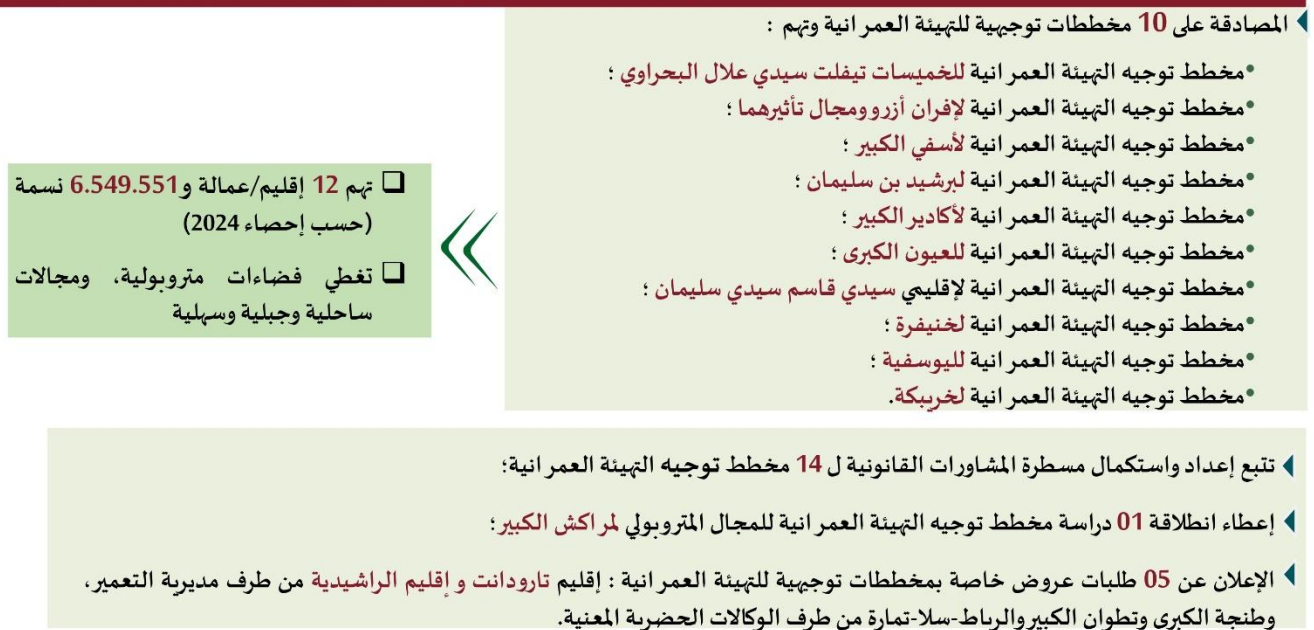 المصادقة على 10 مخططات توجيهية للتهيئة العمرانية وتهم :
•مخطط توجيه التهيئة العمرانية للخميسات تيفلت سيدي علال البحراوي ؛
•مخطط توجيه التهيئة العمرانية لإفران أزرو ومجال تأثيرهما ؛
•مخطط توجيه التهيئة العمرانية لأسفي الكبير ؛
•مخطط توجيه التهيئة العمرانية لبرشيد بن سليمان ؛
•مخطط توجيه التهيئة العمرانية لأكادير الكبير ؛
•مخطط توجيه التهيئة العمرانية للعيون الكبرى ؛
•مخطط توجيه التهيئة العمرانية لإقليمي سيدي قاسم سيدي سليمان ؛
•مخطط توجيه التهيئة العمرانية لخنيفرة ؛
•مخطط توجيه التهيئة العمرانية لليوسفية ؛
•مخطط توجيه التهيئة العمرانية لخريبكة.
تهم 12 إقليم/عمالة و6.549.551 نسمة
(حسب إحصاء 2024)
تغطي فضاءات متروبولية، ومجالات
ساحلية وجبلية وسهلية
تتبع إعداد واستكمال مسطرة المشاورات القانونية ل 14 مخطط توجيه التهيئة العمرانية؛
إعطاء انطلاقة 01 دراسة مخطط توجيه التهيئة العمرانية للمجال المتروبولي لمراكش الكبير؛
الإعلان عن 05 طلبات عروض خاصة بمخططات توجيهية للتهيئة العمرانية : إقليم تارودانت و إقليم الراشيدية من طرف مديرية التعمير،
وطنجة الكبرى وتطوان الكبير والرباط-سلا-تمارة من طرف الوكالات الحضرية المعنية.